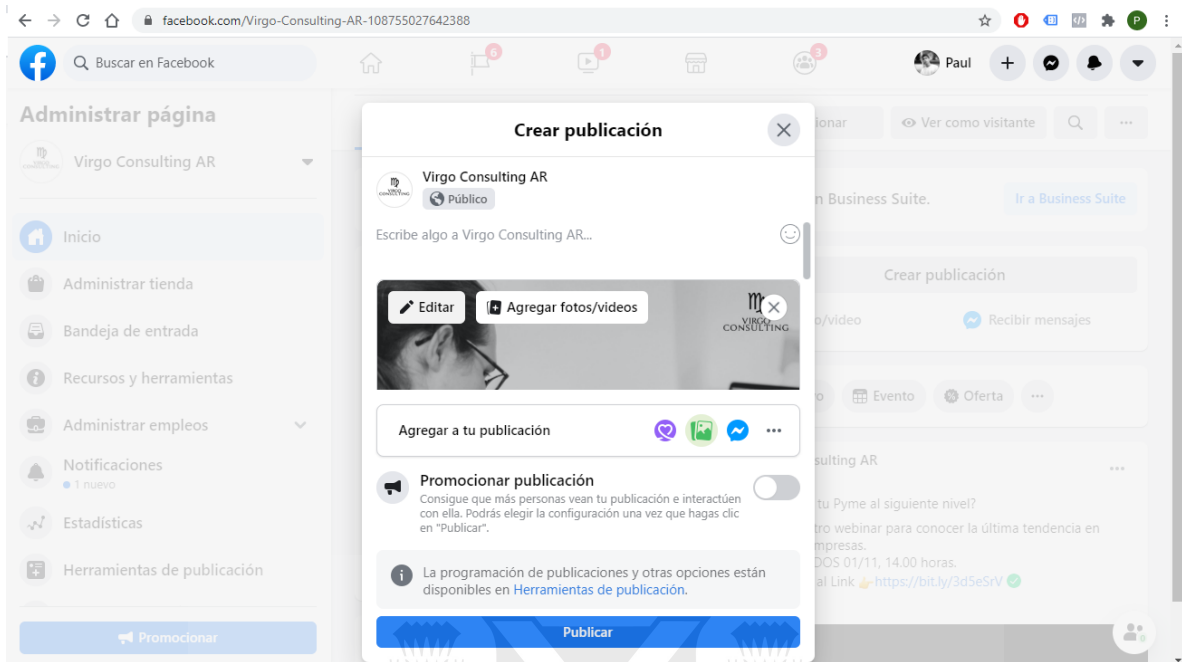 facebook.com/Virgo-Consulting-AR-108755027642388
P
Buscar en Facebook
6
1
3
Paul
Administrar página
Virgo Consulting AR
Inicio
Administrar tienda
Bandeja de entrada
Recursos y herramientas
Administrar empleos
Notificaciones
1 nuevo
Estadísticas
Herramientas de publicación
Promocionar
Crear publicación
Virgo Consulting AR
Público
Escribe algo a Virgo Consulting AR...
Editar
Agregar fotos/videos
VIRGO
CONSULTING
Agregar a tu publicación
Promocionar publicación
Consigue que más personas vean tu publicación e interactúen
con ella. Podrás elegir la configuración una vez que hagas clic
en "Publicar".
La programación de publicaciones y otras opciones están
disponibles en Herramientas de publicación.
Publicar
ionar
Ver como visitante
n Business Suite.
Ir a Business Suite
Crear publicación
o/video
Recibir mensajes
o
Evento
Oferta
sulting AR
tu Pyme al siguiente nivel?
tro webinar para conocer la última tendencia en
mpresas.
DOS 01/11, 14.00 horas.
al Link 👉https://bit.ly/3d5eSrV